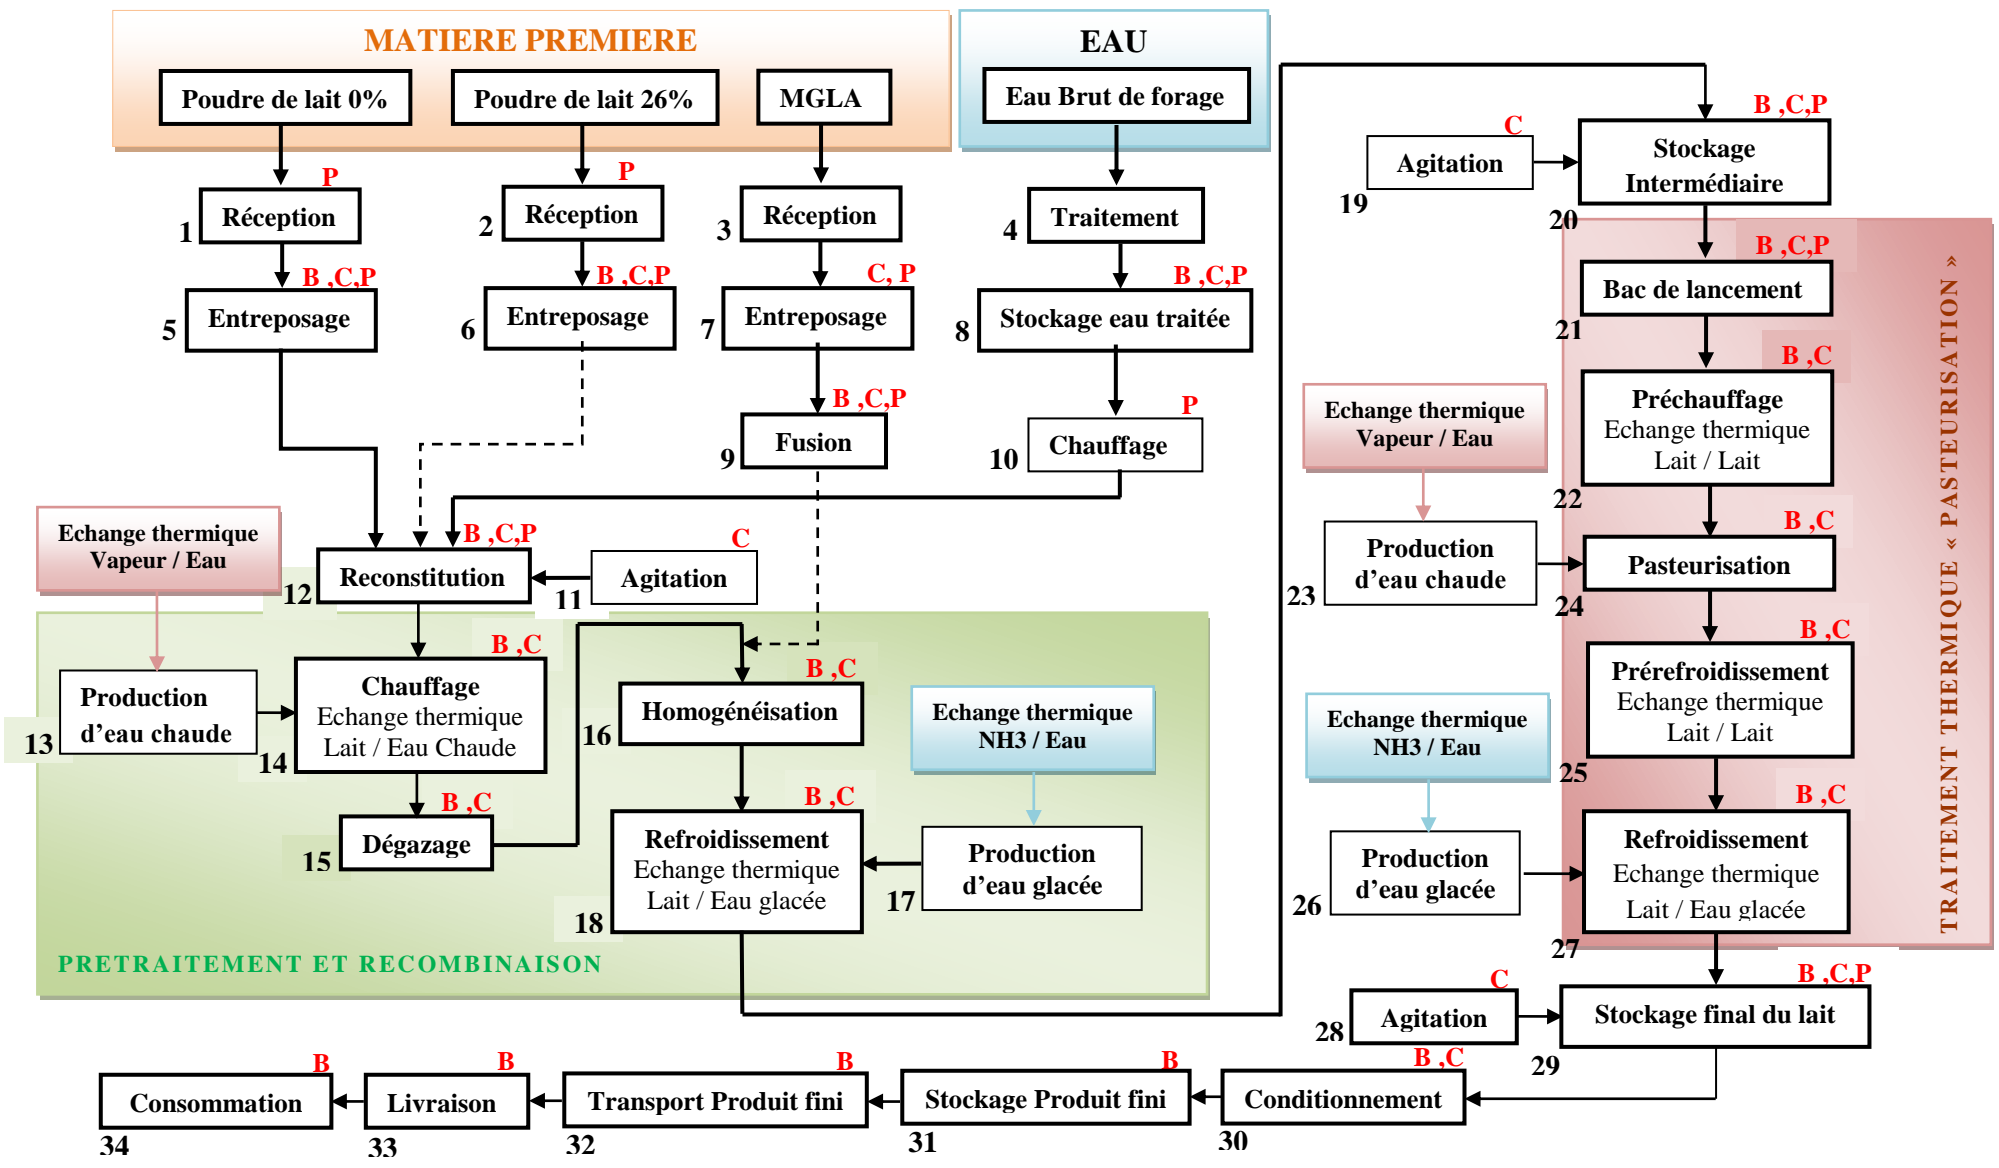 MATIERE PREMIERE
Poudre de lait 0%
Poudre de lait 26%
MGLA
EAU
Eau Brut de forage
P
Réception
1
P
Réception
2
Réception
3
Traitement
4
B ,C,P
Entreposage
5
B ,C,P
Entreposage
6
C, P
Entreposage
7
B ,C,P
Stockage eau traitée
8
B ,C,P
Fusion
9
P
Chauffage
10
Echange thermique
Vapeur / Eau
B ,C,P
Reconstitution
12
C
Agitation
11
Production
d’eau chaude
13
B ,C
Chauffage
Echange thermique
Lait / Eau Chaude
14
B ,C
Dégazage
15
B ,C
Homogénéisation
16
Echange thermique
NH3 / Eau
Production
d’eau glacée
17
B ,C
Refroidissement
Echange thermique
Lait / Eau glacée
18
PRETRAITEMENT ET RECOMBINAISON
C
Agitation
19
B ,C,P
Stockage
Intermédiaire
20
TRAITEMENT THERMIQUE « PASTEURISATION »
B ,C,P
Bac de lancement
21
B ,C
Préchauffage
Echange thermique
Lait / Lait
22
Echange thermique
Vapeur / Eau
Production
d’eau chaude
23
B ,C
Pasteurisation
24
B ,C
Prérefroidissement
Echange thermique
Lait / Lait
25
Echange thermique
NH3 / Eau
Production
d’eau glacée
26
B ,C
Refroidissement
Echange thermique
Lait / Eau glacée
27
C
Agitation
28
B ,C,P
Stockage final du lait
29
B ,C
Conditionnement
30
B
Stockage Produit fini
31
B
Transport Produit fini
32
B
Livraison
33
B
Consommation
34